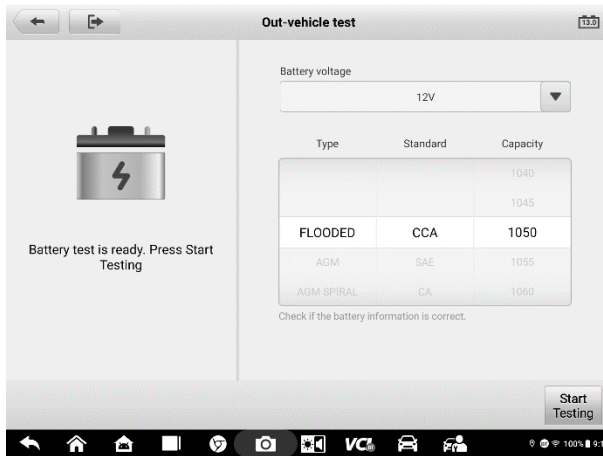 Out-vehicle test
13.0
Battery voltage
12V
Type Standard Capacity
1040
1045
FLOODED CCA 1050
AGM SAE 1055
AGM SPIRAL CA 1060
Check if the battery information is correct.
Battery test is ready. Press Start
Testing
Start
Testing
VCI
100% 9:1